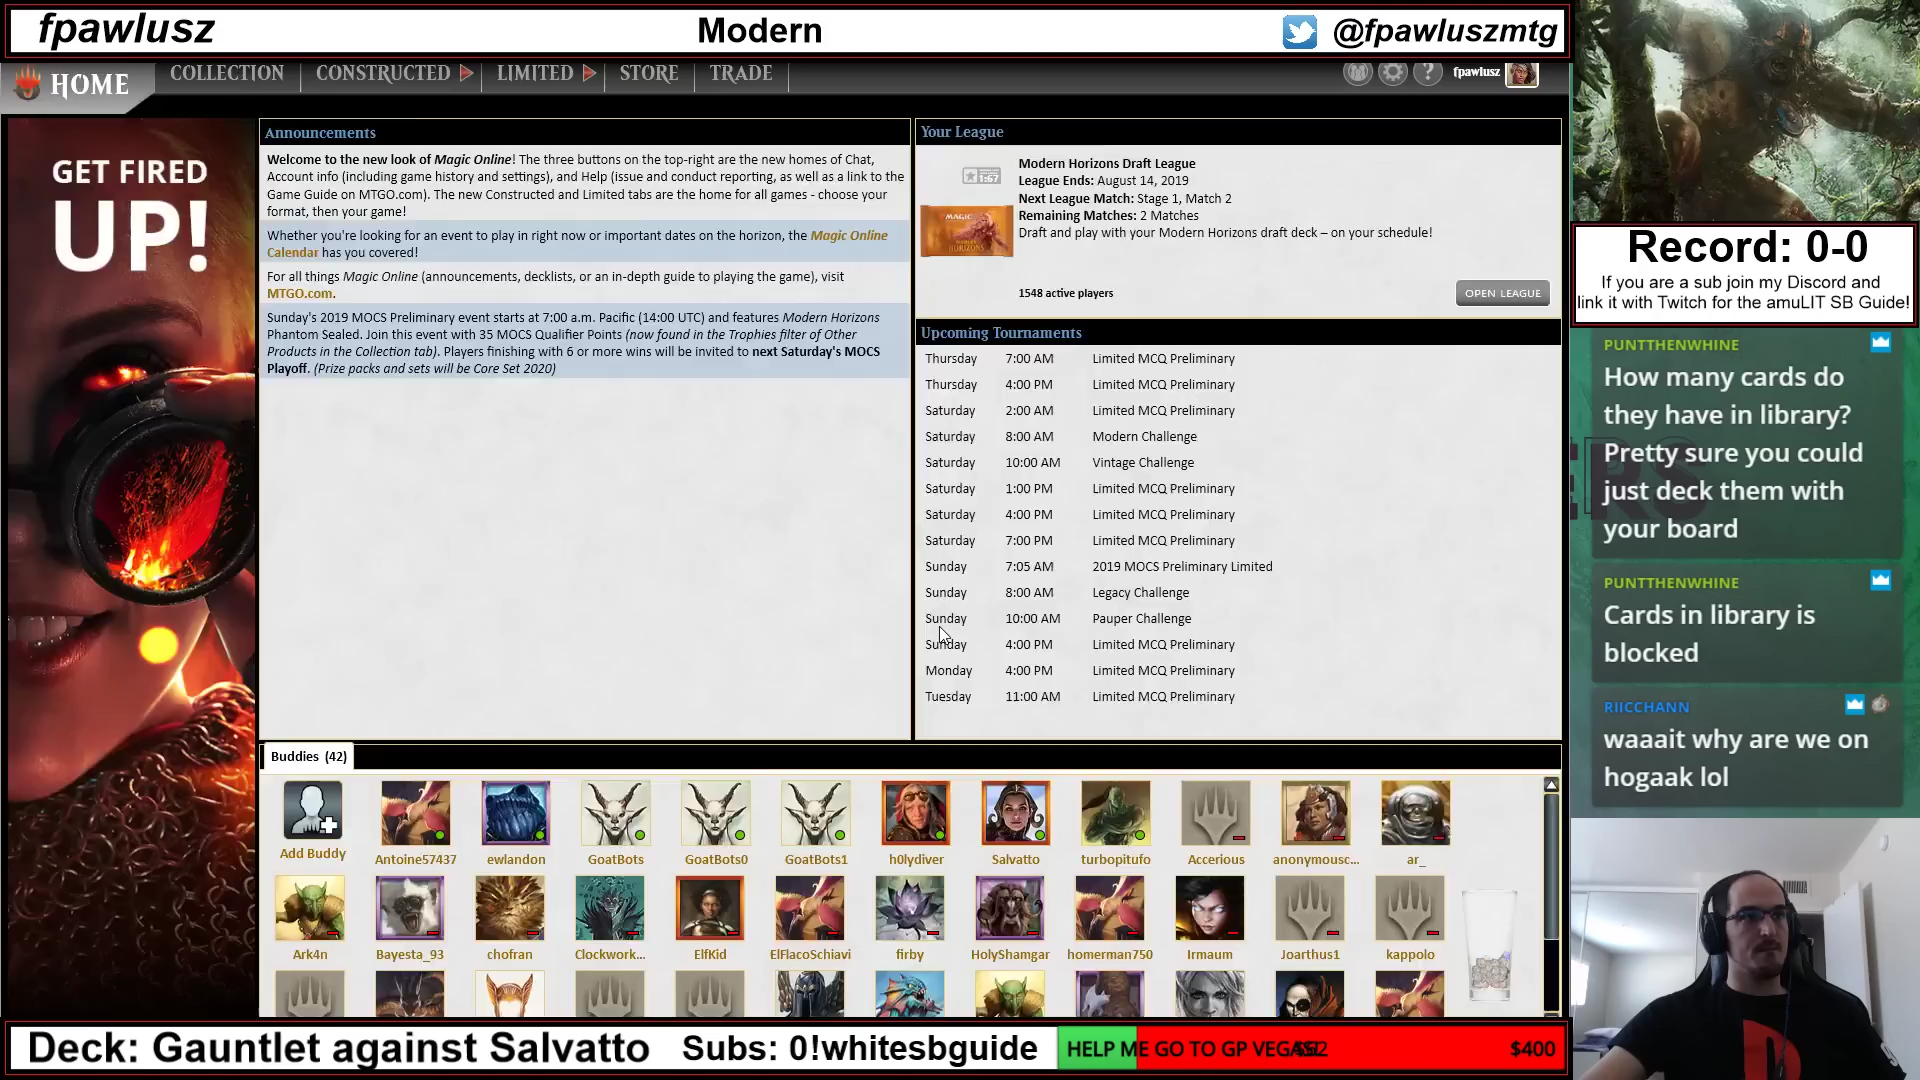 fpawlusz
Modern
@fpawluszmtg
HOME
COLLECTION
CONSTRUCTED
LIMITED
STORE
TRADE
fpawlusz
GET FIRED
UP!
Announcements
Welcome to the new look of Magic Online! The three buttons on the top-right are the new homes of Chat,
Account info (including game history and settings), and Help (issue and conduct reporting, as well as a link to the
Game Guide on MTGO.com). The new Constructed and Limited tabs are the home for all games - choose your
format, then your game!
Whether you're looking for an event to play in right now or important dates on the horizon, the Magic Online
Calendar has you covered!
For all things Magic Online (announcements, decklists, or an in-depth guide to playing the game), visit
MTGO.com.
Sunday's 2019 MOCS Preliminary event starts at 7:00 a.m. Pacific (14:00 UTC) and features Modern Horizons
Phantom Sealed. Join this event with 35 MOCS Qualifier Points (now found in the Trophies filter of Other
Products in the Collection tab). Players finishing with 6 or more wins will be invited to next Saturday's MOCS
Playoff. (Prize packs and sets will be Core Set 2020)
Your League
1:67
MAGIC
HORIZONS
Modern Horizons Draft League
League Ends: August 14, 2019
Next League Match: Stage 1, Match 2
Remaining Matches: 2 Matches
Draft and play with your Modern Horizons draft deck – on your schedule!
1548 active players
OPEN LEAGUE
Upcoming Tournaments
Thursday 7:00 AM Limited MCQ Preliminary
Thursday 4:00 PM Limited MCQ Preliminary
Saturday 2:00 AM Limited MCQ Preliminary
Saturday 8:00 AM Modern Challenge
Saturday 10:00 AM Vintage Challenge
Saturday 1:00 PM Limited MCQ Preliminary
Saturday 4:00 PM Limited MCQ Preliminary
Saturday 7:00 PM Limited MCQ Preliminary
Sunday 7:05 AM 2019 MOCS Preliminary Limited
Sunday 8:00 AM Legacy Challenge
Sunday 10:00 AM Pauper Challenge
Sunday 4:00 PM Limited MCQ Preliminary
Monday 4:00 PM Limited MCQ Preliminary
Tuesday 11:00 AM Limited MCQ Preliminary
Buddies (42)
Add Buddy
Antoine57437
ewlandon
GoatBots
GoatBots0
GoatBots1
h0lydiver
Salvatto
turbopitufo
Accerious
anonymousc...
ar_
Ark4n
Bayesta_93
chofran
Clockwork...
ElfKid
ElFlacoSchiavi
firby
HolyShamgar
homerman750
Irmaum
Joarthus1
kappolo
Record: 0-0
If you are a sub join my Discord and
link it with Twitch for the amuLIT SB Guide!
PUNTTHENWHINE
How many cards do
they have in library?
Pretty sure you could
just deck them with
your board
PUNTTHENWHINE
Cards in library is
blocked
RIICCHANN
waaait why are we on
hogaak lol
Deck: Gauntlet against Salvatto
Subs: 0!whitesbguide
HELP ME GO TO GP VEGAS!
$400